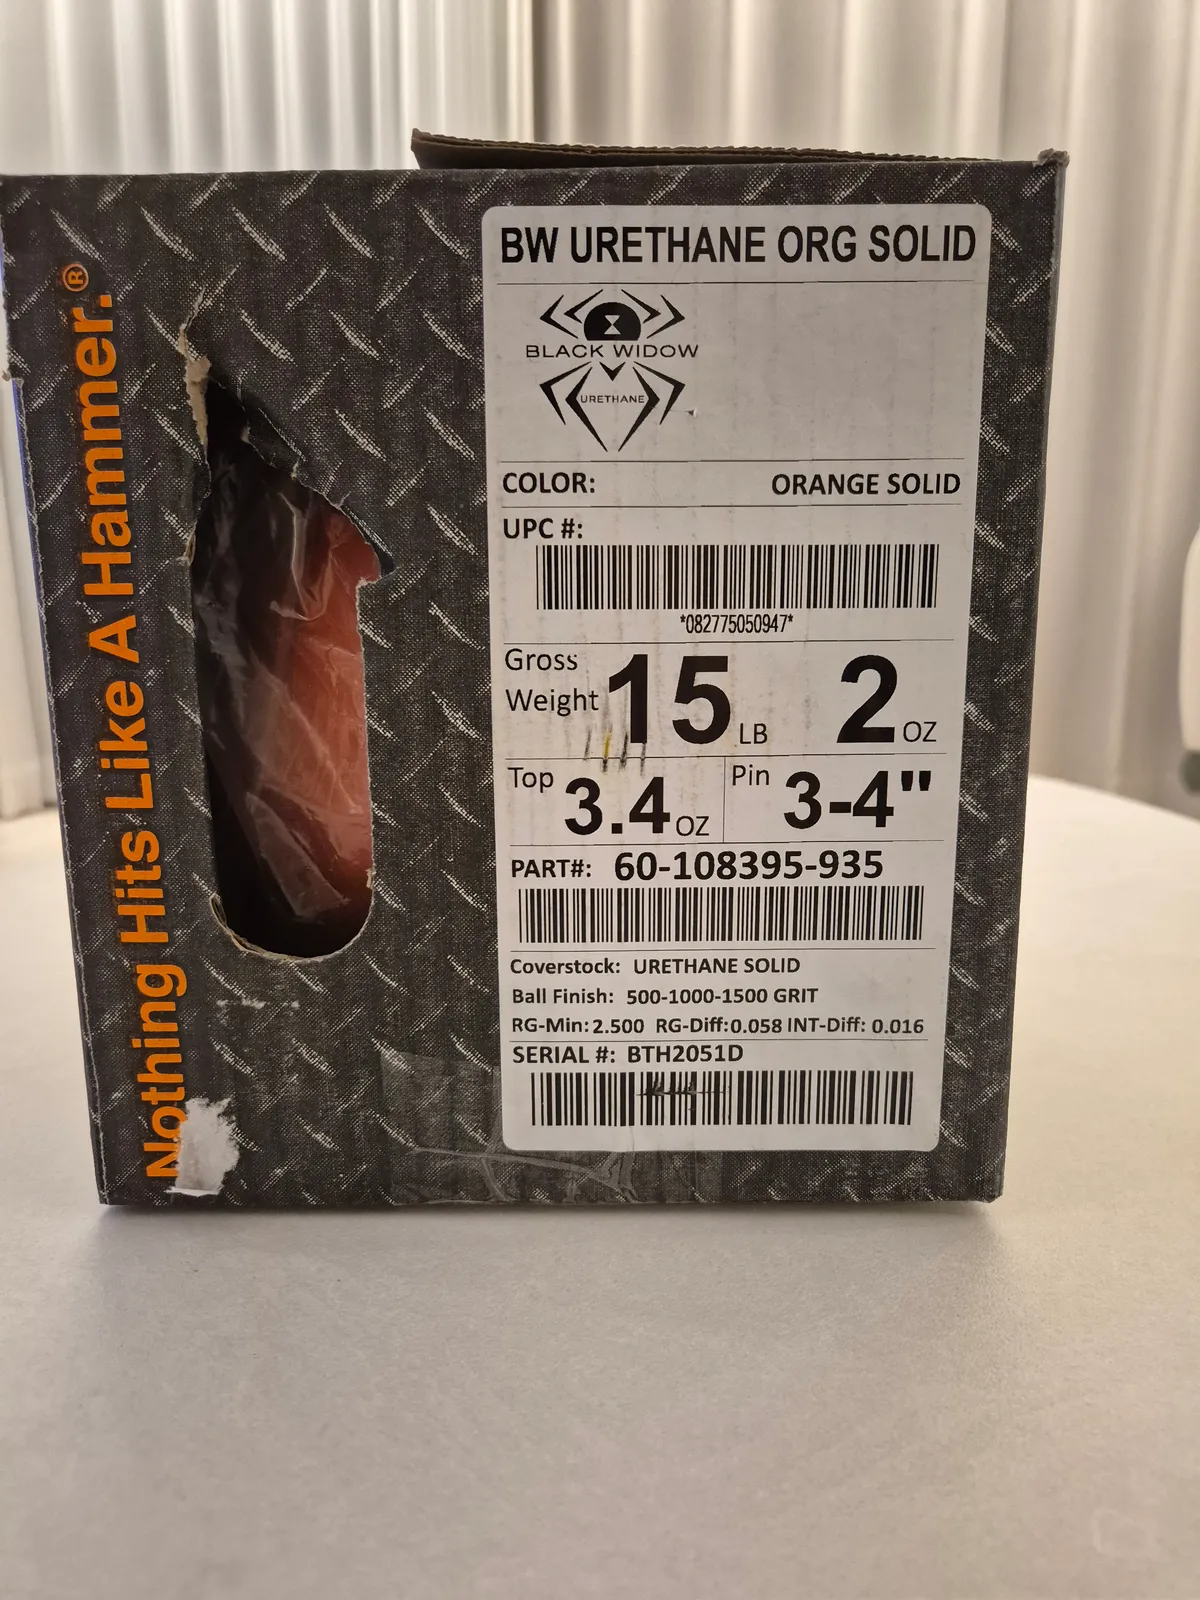 Nothing Hits Like A Hammer.®
BW URETHANE ORG SOLID
BLACK WIDOW
URETHANE
COLOR: ORANGE SOLID
UPC #:
*082775050947*
Gross Weight 15 LB 2 OZ
Top 3.4 OZ Pin 3-4"
PART#: 60-108395-935
Coverstock: URETHANE SOLID
Ball Finish: 500-1000-1500 GRIT
RG-Min: 2.500 RG-Diff: 0.058 INT-Diff: 0.016
SERIAL #: BTH2051D